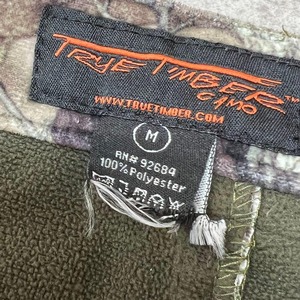 TRUE TIMBER
CAMO
WWW.TRUETIMBER.COM
M
RN# 92684
100% Polyester